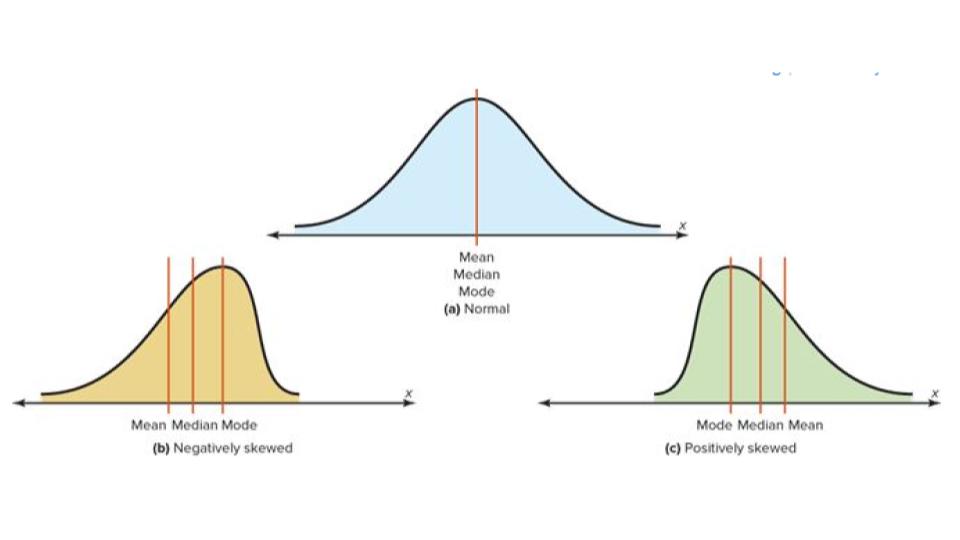 x
Mean
Median
Mode
(a) Normal
x
Mean Median Mode
(b) Negatively skewed
x
Mode Median Mean
(c) Positively skewed